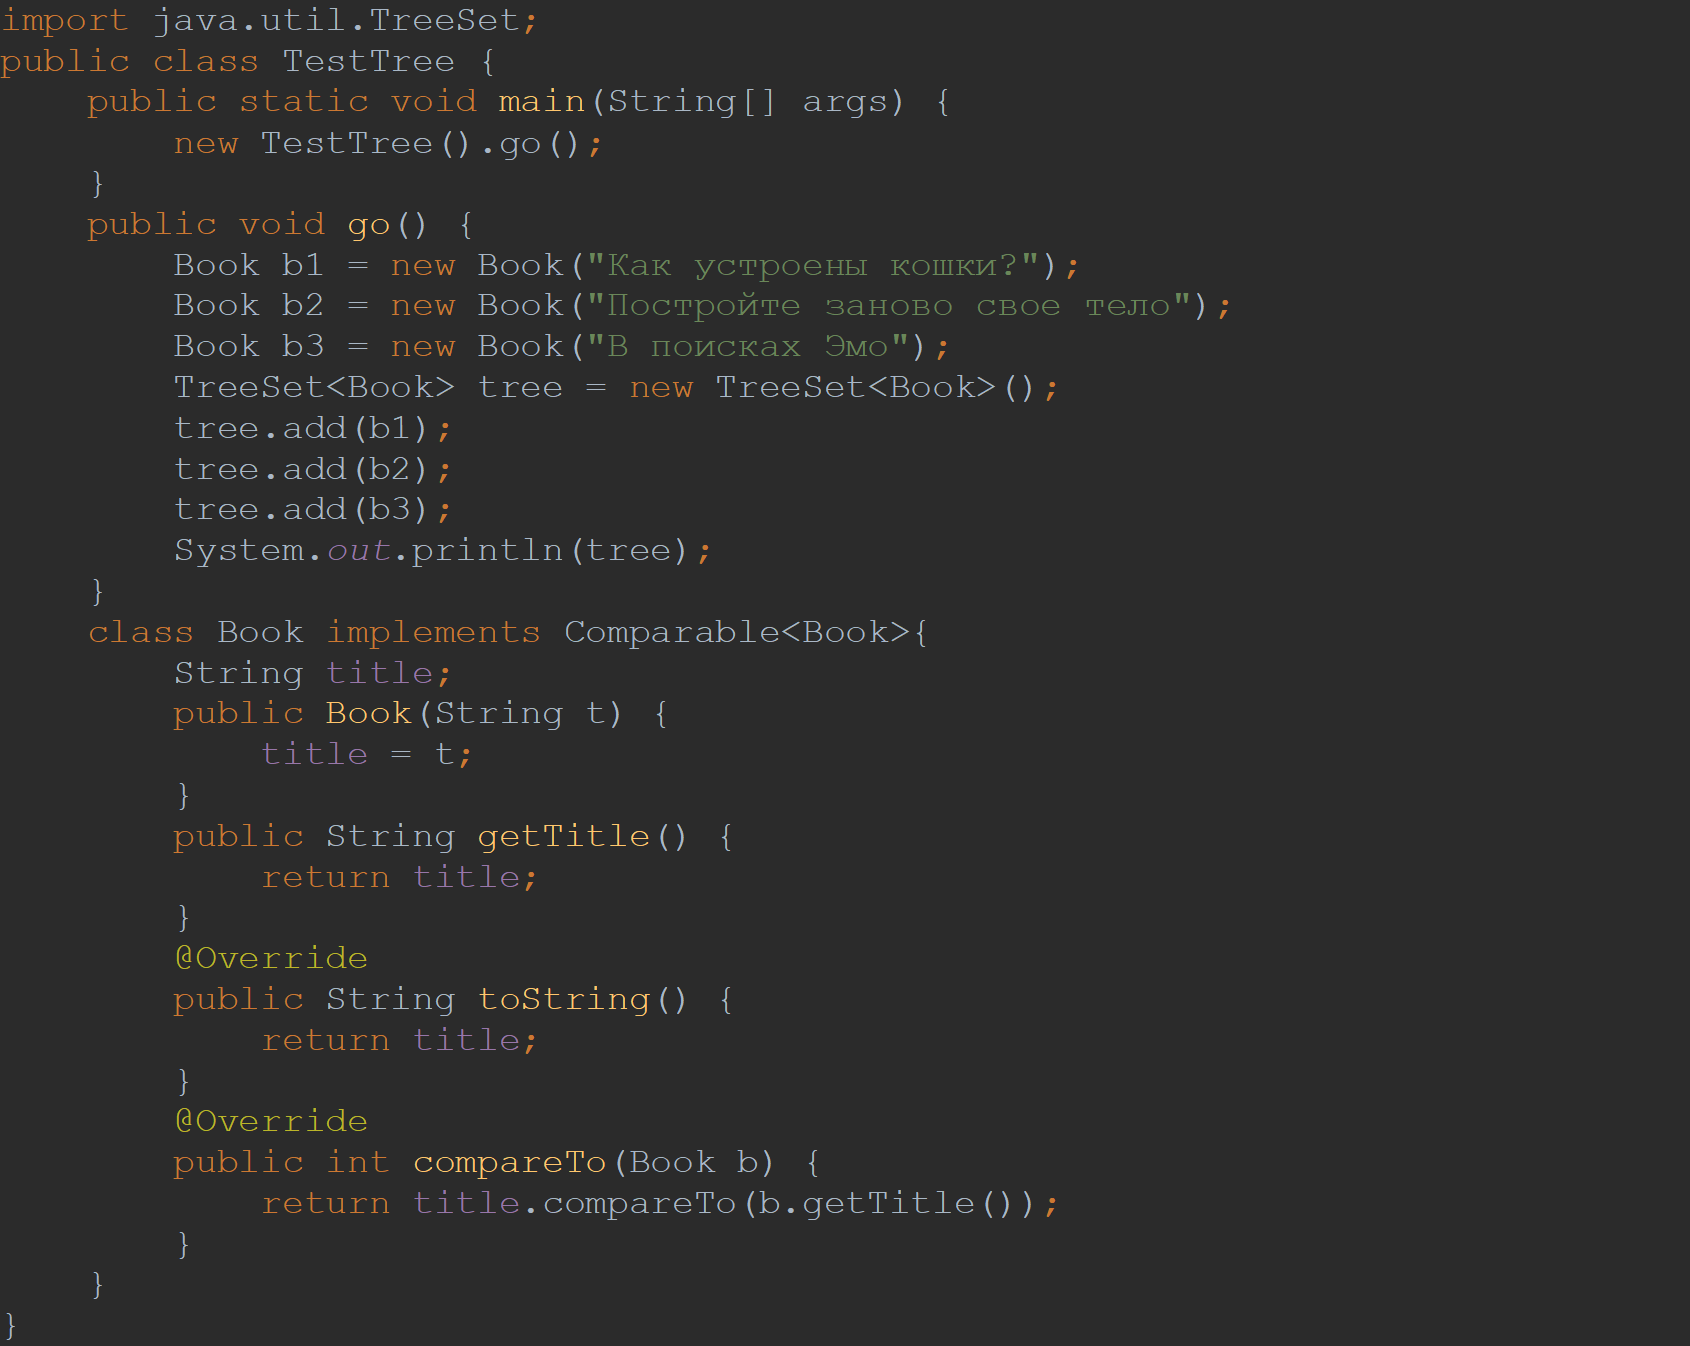 import java.util.TreeSet;
public class TestTree {
    public static void main(String[] args) {
        new TestTree().go();
    }
    public void go() {
        Book b1 = new Book("Как устроены кошки?");
        Book b2 = new Book("Постройте заново свое тело");
        Book b3 = new Book("В поисках Эмо");
        TreeSet<Book> tree = new TreeSet<Book>();
        tree.add(b1);
        tree.add(b2);
        tree.add(b3);
        System.out.println(tree);
    }
    class Book implements Comparable<Book>{
        String title;
        public Book(String t) {
            title = t;
        }
        public String getTitle() {
            return title;
        }
        @Override
        public String toString() {
            return title;
        }
        @Override
        public int compareTo(Book b) {
            return title.compareTo(b.getTitle());
        }
    }
}